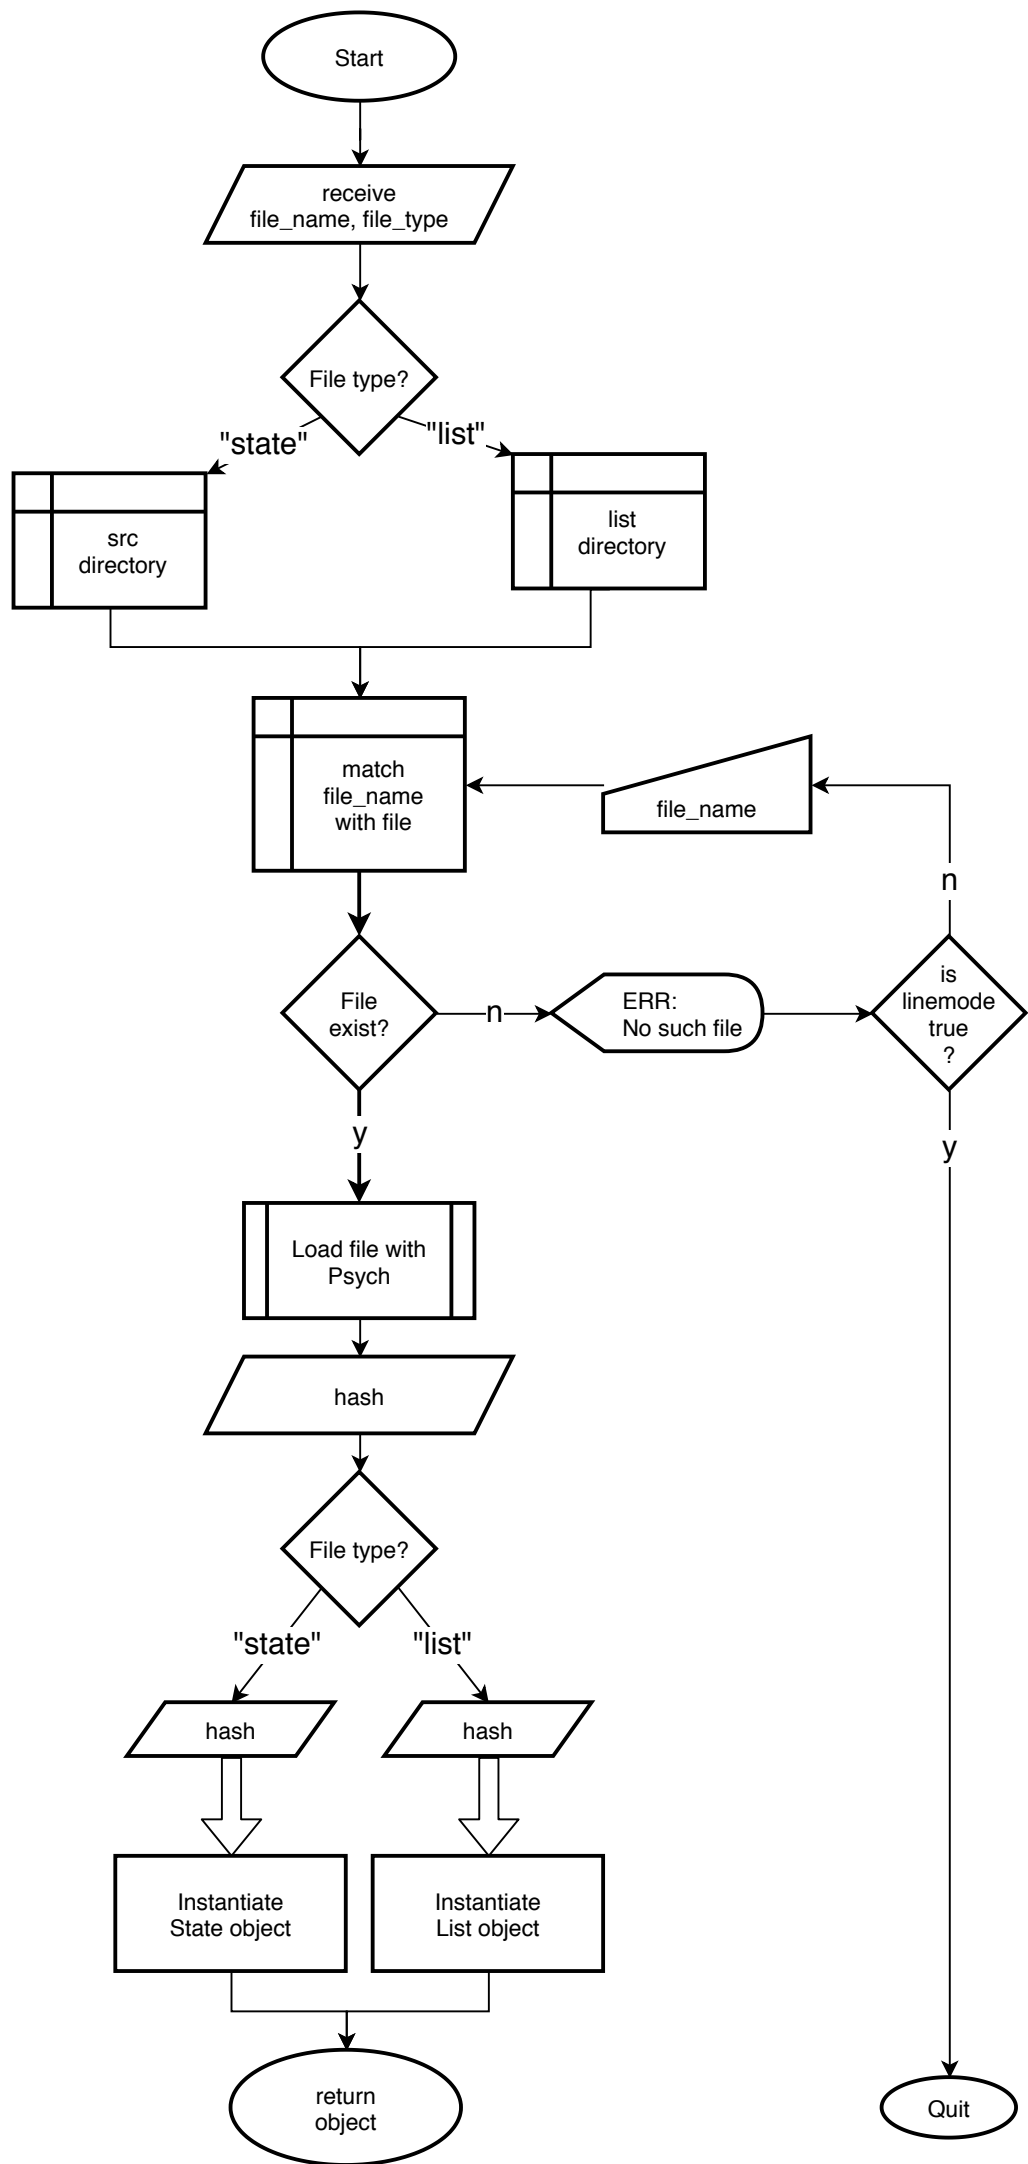 Start
receive
file_name, file_type
File type?
"state"
"list"
src
directory
list
directory
match
file_name
with file
file_name
n
File
exist?
n
ERR:
No such file
is
linemode
true
?
y
y
Load file with
Psych
hash
File type?
"state"
"list"
hash
hash
Instantiate
State object
Instantiate
List object
return
object
Quit